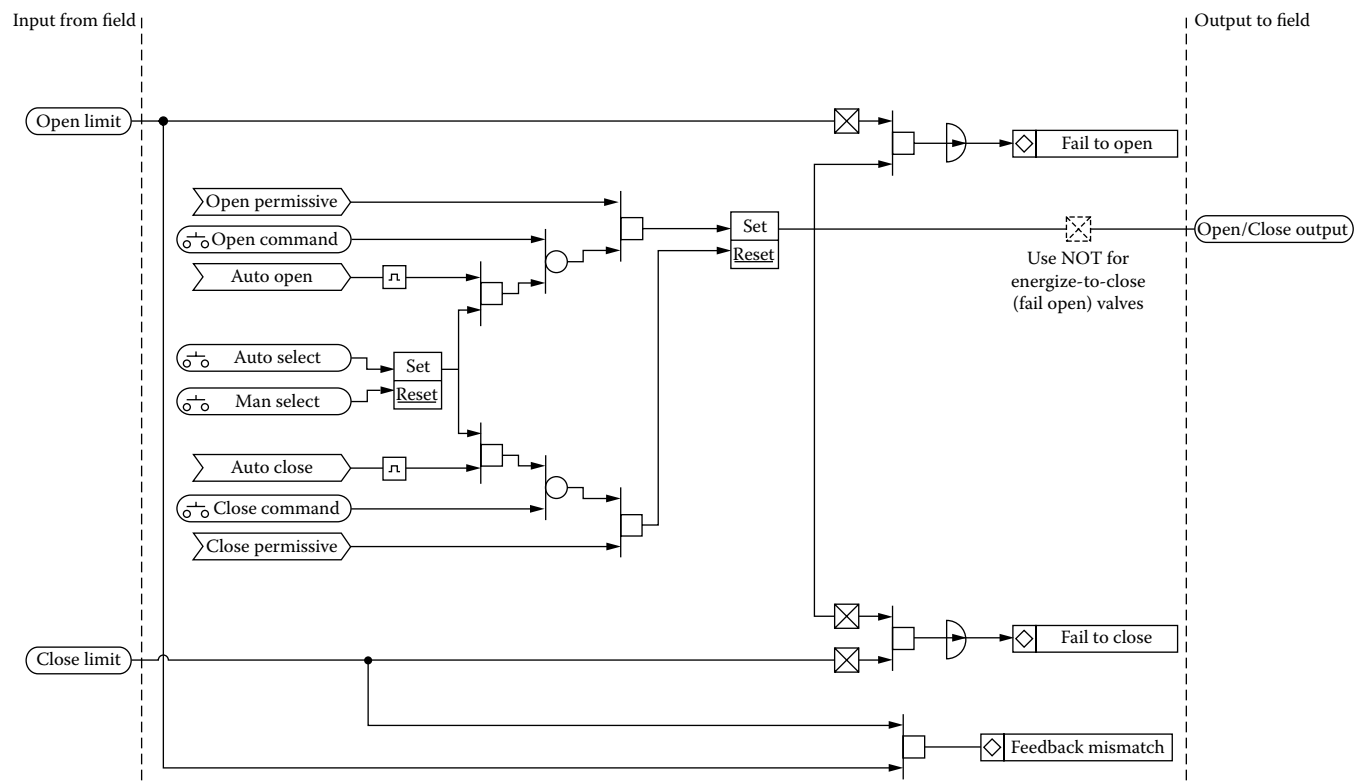 Input from field
Output to field
Open limit
Fail to open
Open permissive
Open command
Set
Reset
Open/Close output
Auto open
Use NOT for
energize-to-close
(fail open) valves
Auto select
Set
Reset
Man select
Auto close
Close command
Close permissive
Fail to close
Close limit
Feedback mismatch